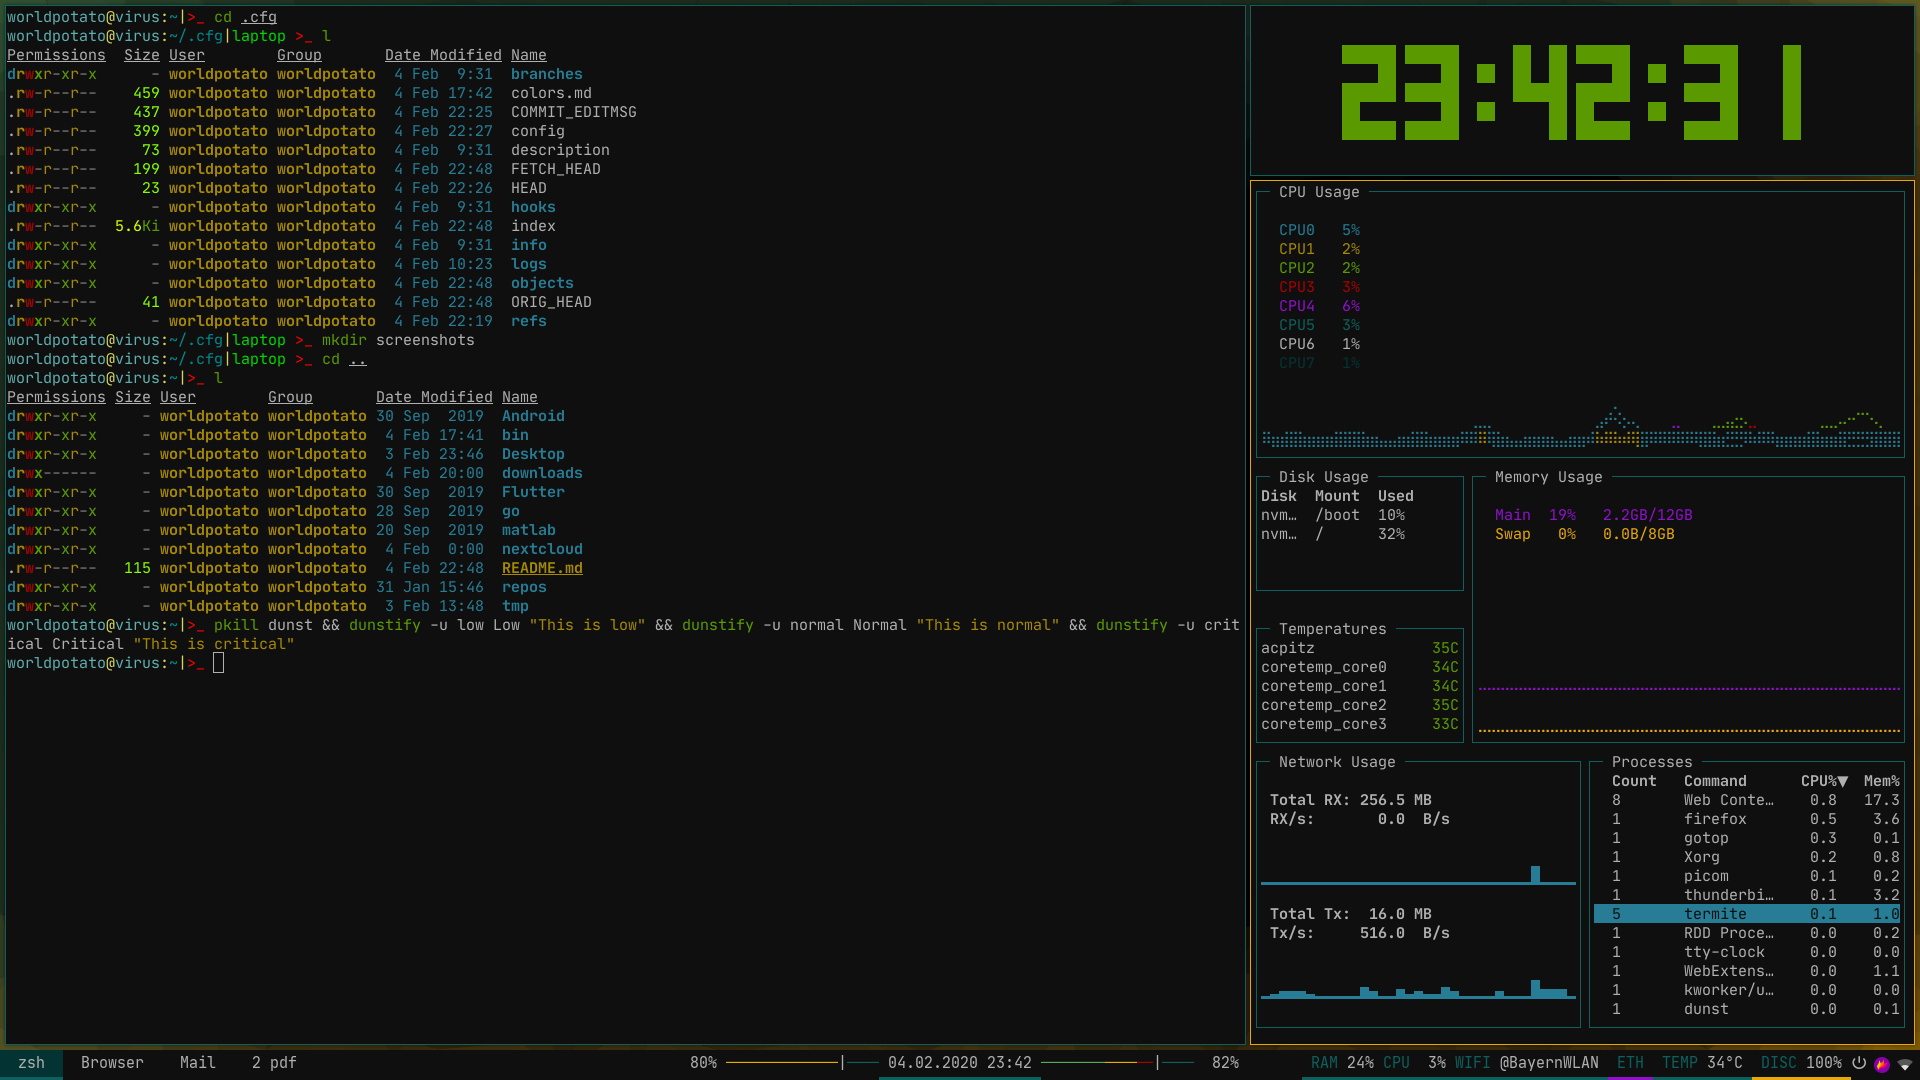 worldpotato@virus:~|>_ cd .cfg
worldpotato@virus:~/.cfg|laptop >_ l
Permissions Size User Group Date Modified Name
drwxr-xr-x - worldpotato worldpotato 4 Feb 9:31 branches
.rw-r--r-- 459 worldpotato worldpotato 4 Feb 17:42 colors.md
.rw-r--r-- 437 worldpotato worldpotato 4 Feb 22:25 COMMIT_EDITMSG
.rw-r--r-- 399 worldpotato worldpotato 4 Feb 22:27 config
.rw-r--r-- 73 worldpotato worldpotato 4 Feb 9:31 description
.rw-r--r-- 199 worldpotato worldpotato 4 Feb 22:48 FETCH_HEAD
.rw-r--r-- 23 worldpotato worldpotato 4 Feb 22:26 HEAD
drwxr-xr-x - worldpotato worldpotato 4 Feb 9:31 hooks
.rw-r--r-- 5.6Ki worldpotato worldpotato 4 Feb 22:48 index
drwxr-xr-x - worldpotato worldpotato 4 Feb 9:31 info
drwxr-xr-x - worldpotato worldpotato 4 Feb 10:23 logs
drwxr-xr-x - worldpotato worldpotato 4 Feb 22:48 objects
.rw-r--r-- 41 worldpotato worldpotato 4 Feb 22:48 ORIG_HEAD
drwxr-xr-x - worldpotato worldpotato 4 Feb 22:19 refs
worldpotato@virus:~/.cfg|laptop >_ mkdir screenshots
worldpotato@virus:~/.cfg|laptop >_ cd ..
worldpotato@virus:~|>_ l
Permissions Size User Group Date Modified Name
drwxr-xr-x - worldpotato worldpotato 30 Sep 2019 Android
drwxr-xr-x - worldpotato worldpotato 4 Feb 17:41 bin
drwxr-xr-x - worldpotato worldpotato 3 Feb 23:46 Desktop
drwx------ - worldpotato worldpotato 4 Feb 20:00 downloads
drwxr-xr-x - worldpotato worldpotato 30 Sep 2019 Flutter
drwxr-xr-x - worldpotato worldpotato 28 Sep 2019 go
drwxr-xr-x - worldpotato worldpotato 20 Sep 2019 matlab
drwxr-xr-x - worldpotato worldpotato 4 Feb 0:00 nextcloud
.rw-r--r-- 115 worldpotato worldpotato 4 Feb 22:48 README.md
drwxr-xr-x - worldpotato worldpotato 31 Jan 15:46 repos
drwxr-xr-x - worldpotato worldpotato 3 Feb 13:48 tmp
worldpotato@virus:~|>_ pkill dunst && dunstify -u low Low "This is low" && dunstify -u normal Normal "This is normal" && dunstify -u crit
ical Critical "This is critical"
worldpotato@virus:~|>_
23:42:31
CPU Usage
CPU0 5%
CPU1 2%
CPU2 2%
CPU3 3%
CPU4 6%
CPU5 3%
CPU6 1%
CPU7 1%
Disk Usage
Disk Mount Used
nvm… /boot 10%
nvm… / 32%
Memory Usage
Main 19% 2.2GB/12GB
Swap 0% 0.0B/8GB
Temperatures
acpitz 35C
coretemp_core0 34C
coretemp_core1 34C
coretemp_core2 35C
coretemp_core3 33C
Network Usage
Total RX: 256.5 MB
RX/s: 0.0 B/s
Total Tx: 16.0 MB
Tx/s: 516.0 B/s
Processes
Count Command CPU%▼ Mem%
8 Web Conte… 0.8 17.3
1 firefox 0.5 3.6
1 gotop 0.3 0.1
1 Xorg 0.2 0.8
1 picom 0.1 0.2
1 thunderbi… 0.1 3.2
5 termite 0.1 1.0
1 RDD Proce… 0.0 0.2
1 tty-clock 0.0 0.0
1 WebExtens… 0.0 1.1
1 kworker/u… 0.0 0.0
1 dunst 0.0 0.1
zsh Browser Mail 2 pdf 80% 04.02.2020 23:42 82% RAM 24% CPU 3% WIFI @BayernWLAN ETH TEMP 34°C DISC 100%